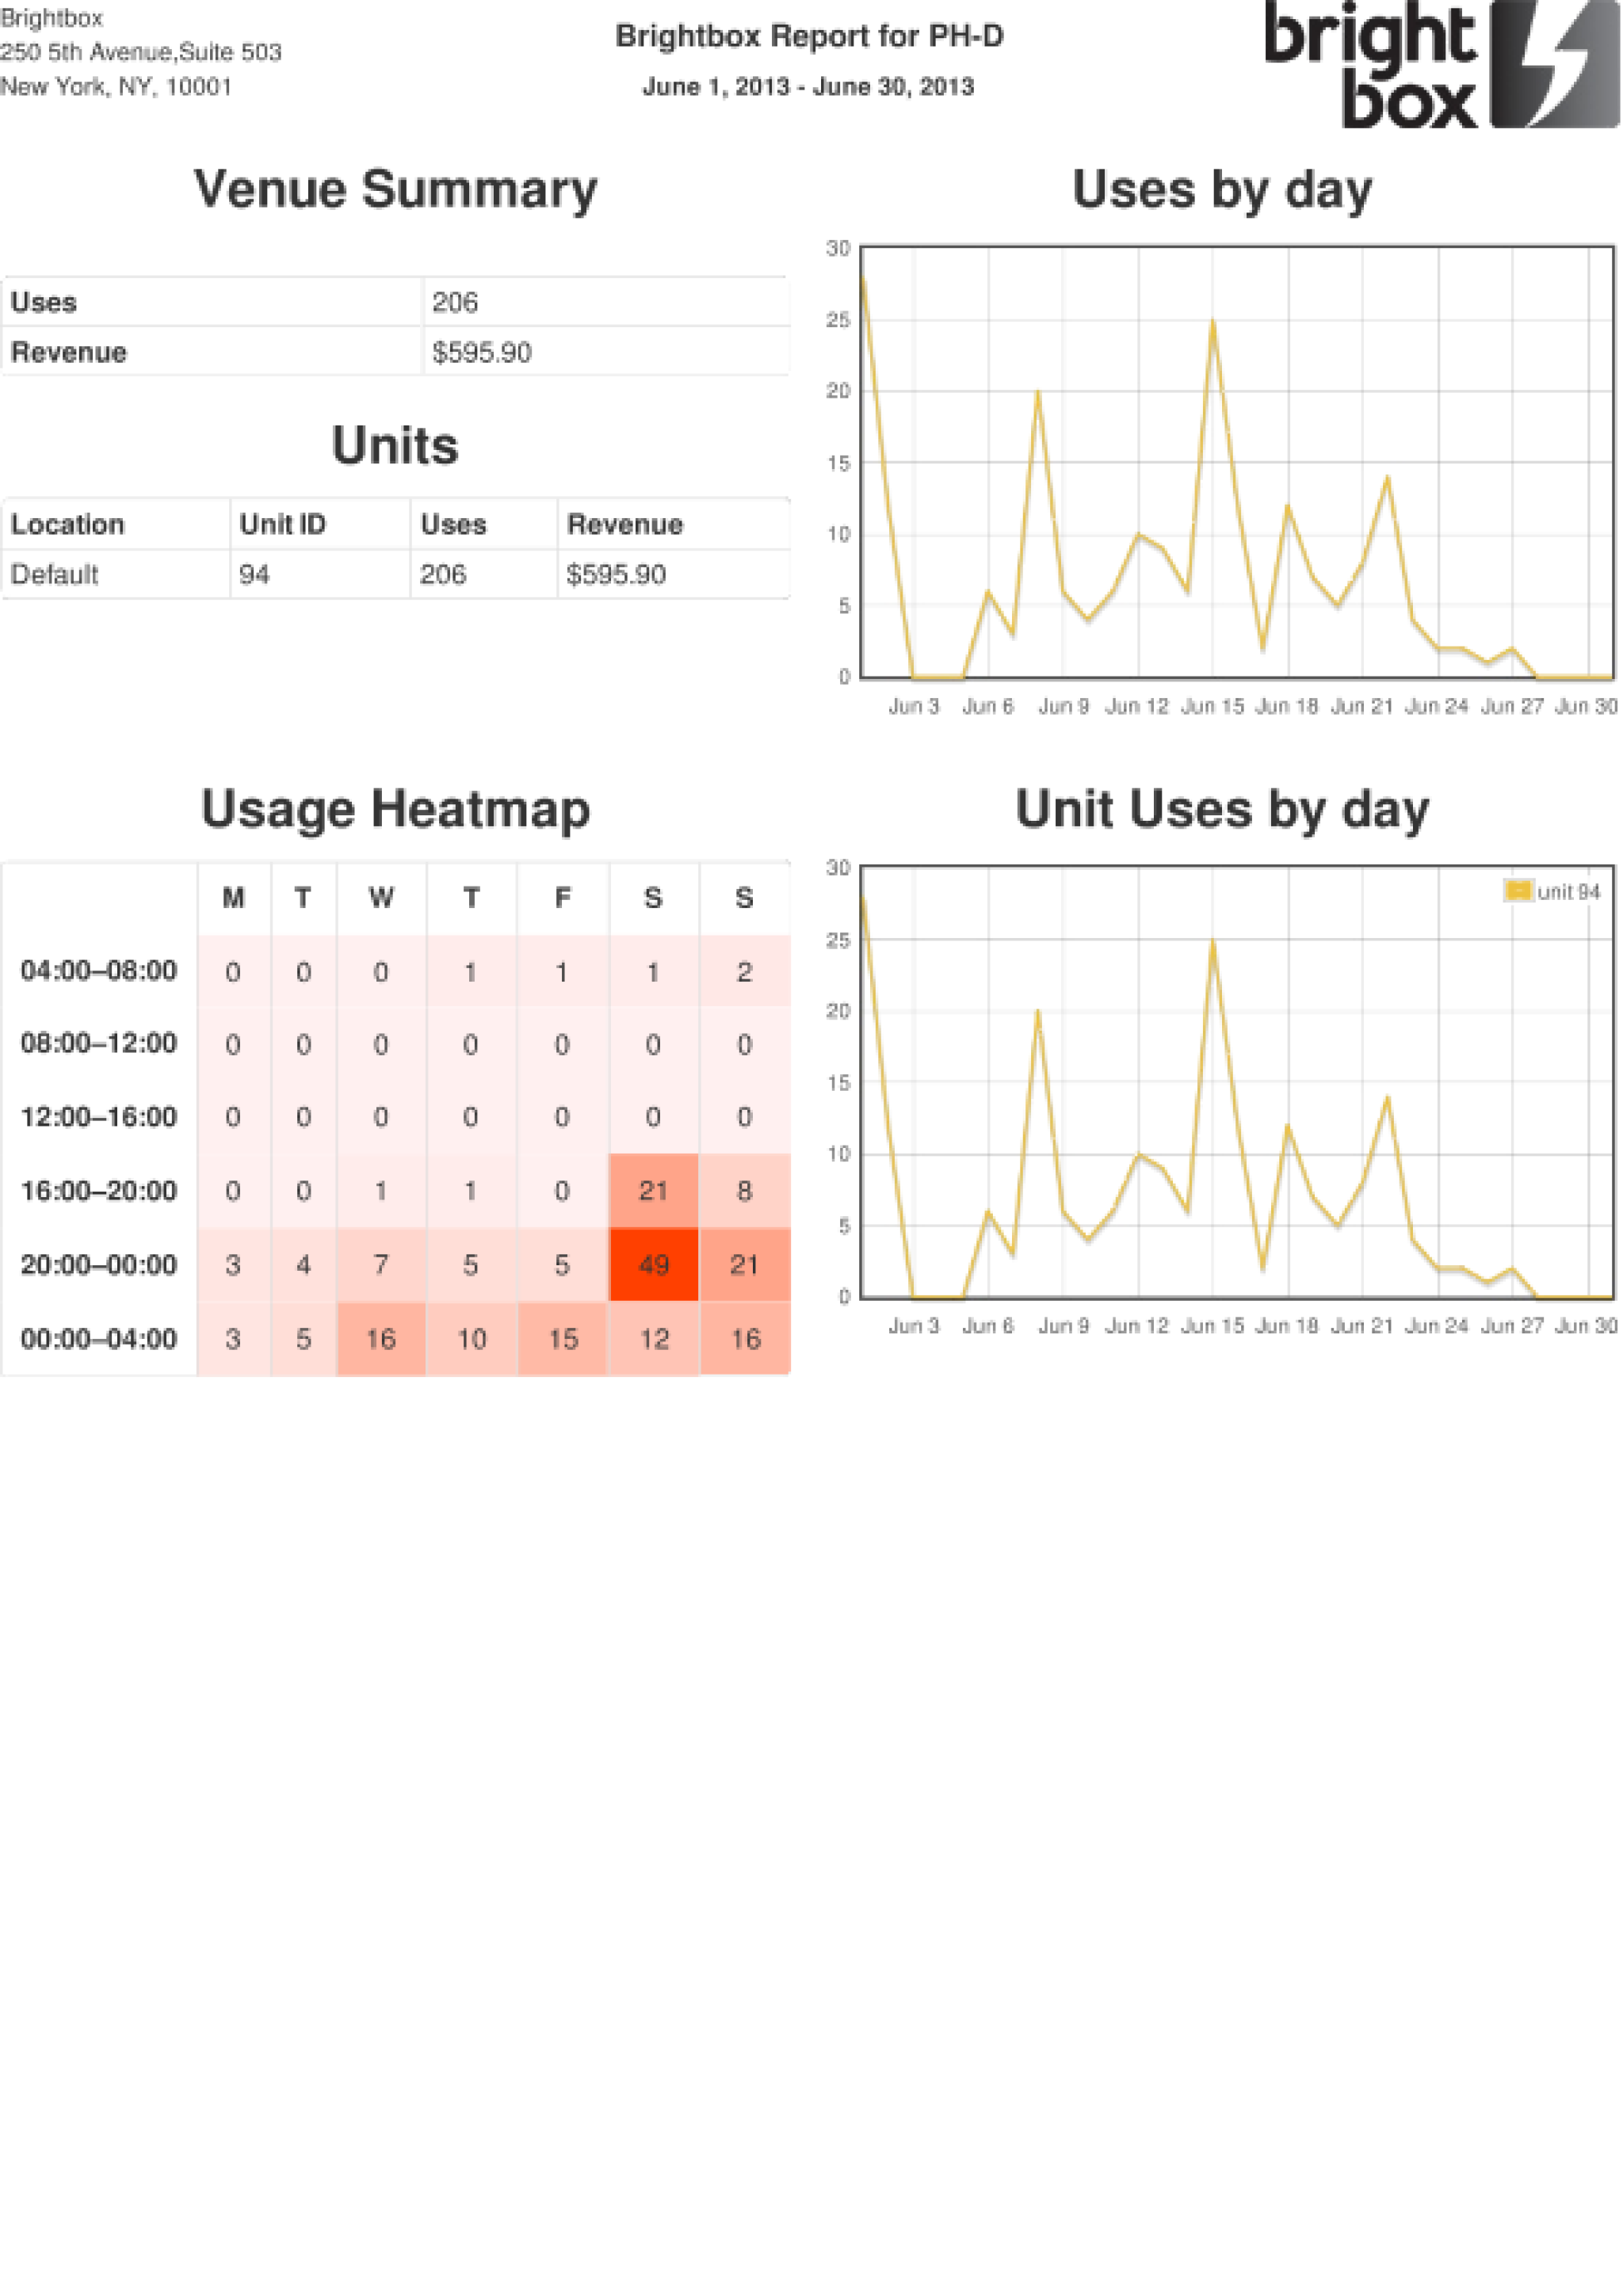 Brightbox
250 5th Avenue,Suite 503
New York, NY, 10001
Brightbox Report for PH-D
June 1, 2013 - June 30, 2013
bright
box
Venue Summary
Uses 206
Revenue $595.90
Units
Location Unit ID Uses Revenue
Default 94 206 $595.90
Uses by day
30
25
20
15
10
5
0
Jun 3 Jun 6 Jun 9 Jun 12 Jun 15 Jun 18 Jun 21 Jun 24 Jun 27 Jun 30
Usage Heatmap
M T W T F S S
04:00–08:00 0 0 0 1 1 1 2
08:00–12:00 0 0 0 0 0 0 0
12:00–16:00 0 0 0 0 0 0 0
16:00–20:00 0 0 1 1 0 21 8
20:00–00:00 3 4 7 5 5 49 21
00:00–04:00 3 5 16 10 15 12 16
Unit Uses by day
unit 94
30
25
20
15
10
5
0
Jun 3 Jun 6 Jun 9 Jun 12 Jun 15 Jun 18 Jun 21 Jun 24 Jun 27 Jun 30